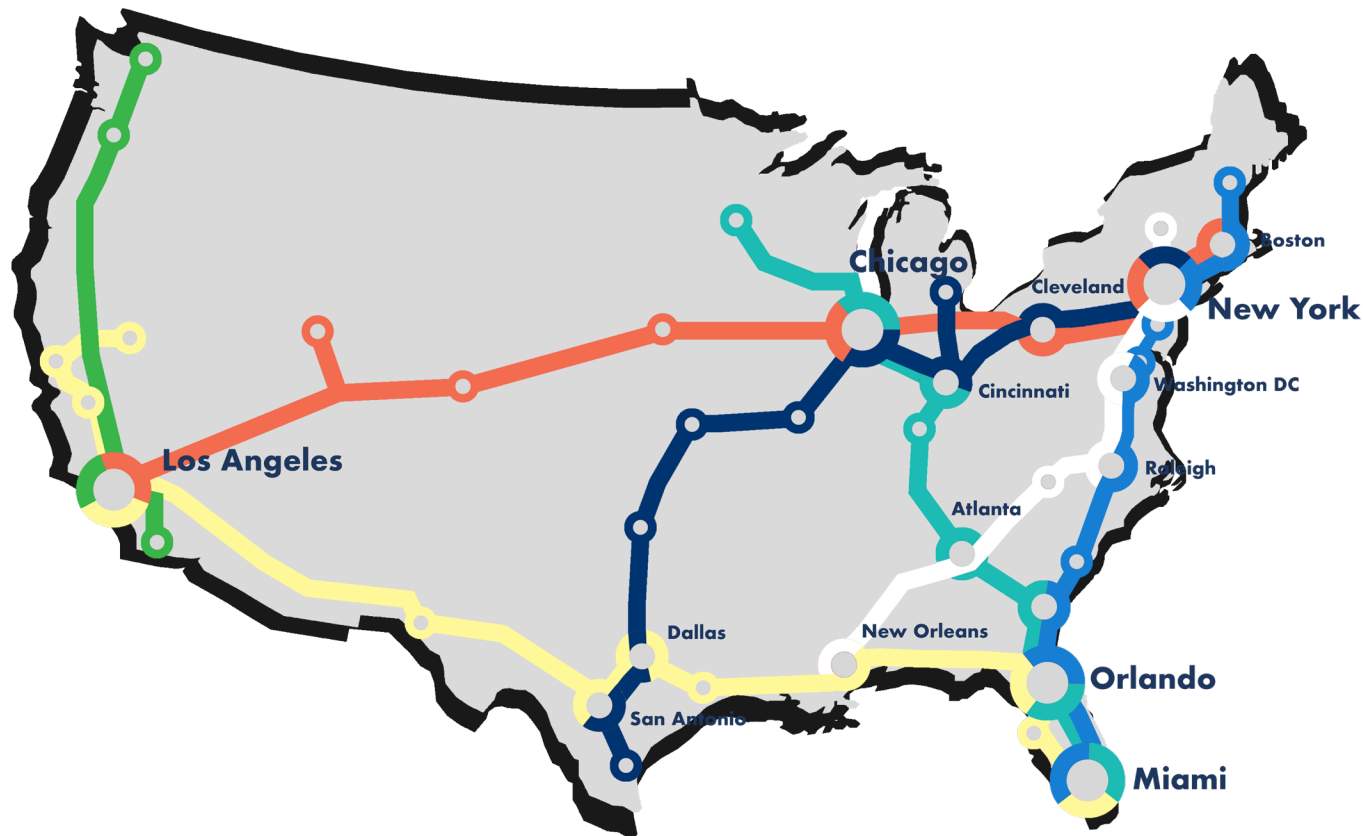 Boston
Chicago
Cleveland
New York
Washington DC
Cincinnati
Los Angeles
Raleigh
Atlanta
Dallas
New Orleans
Orlando
San Antonio
Miami